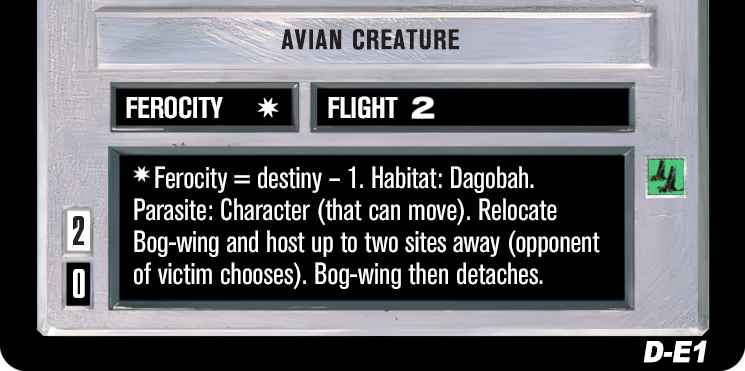 AVIAN CREATURE
FEROCITY ✷ FLIGHT 2
✷ Ferocity = destiny – 1. Habitat: Dagobah.
Parasite: Character (that can move). Relocate
Bog-wing and host up to two sites away (opponent
of victim chooses). Bog-wing then detaches.
2
0
D-E1